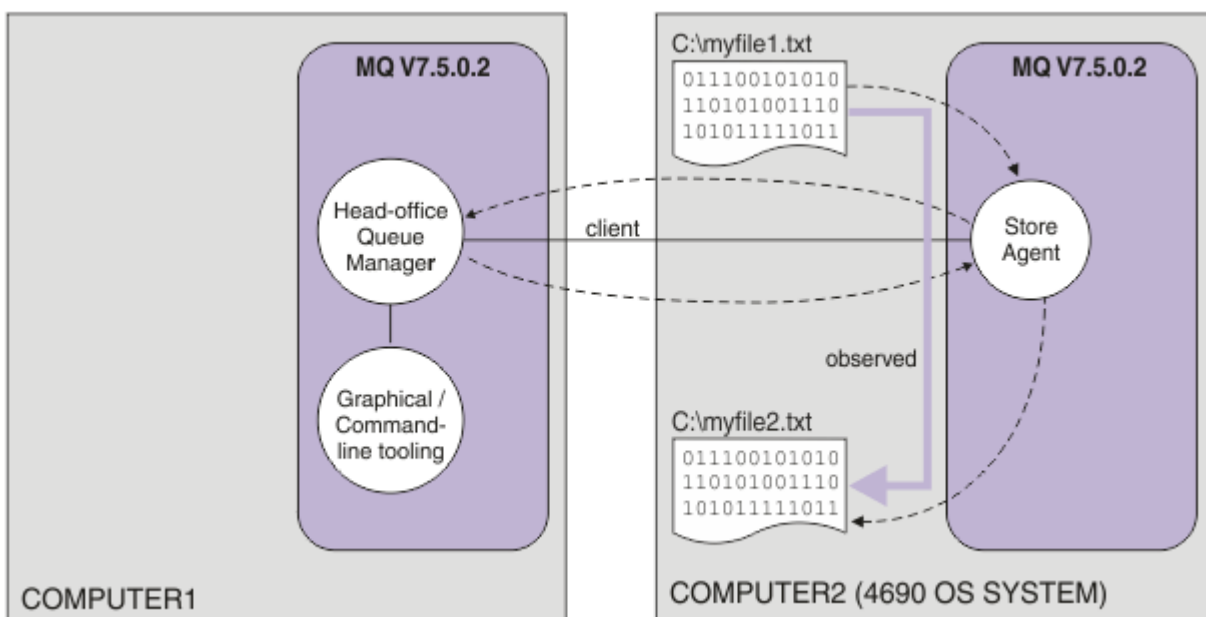 MQ V7.5.0.2
Head-office
Queue
Manager
Graphical /
Command-
line tooling
COMPUTER1
client
C:\myfile1.txt
011100101010
110101001110
101011111011
MQ V7.5.0.2
Store
Agent
observed
C:\myfile2.txt
011100101010
110101001110
101011111011
COMPUTER2 (4690 OS SYSTEM)